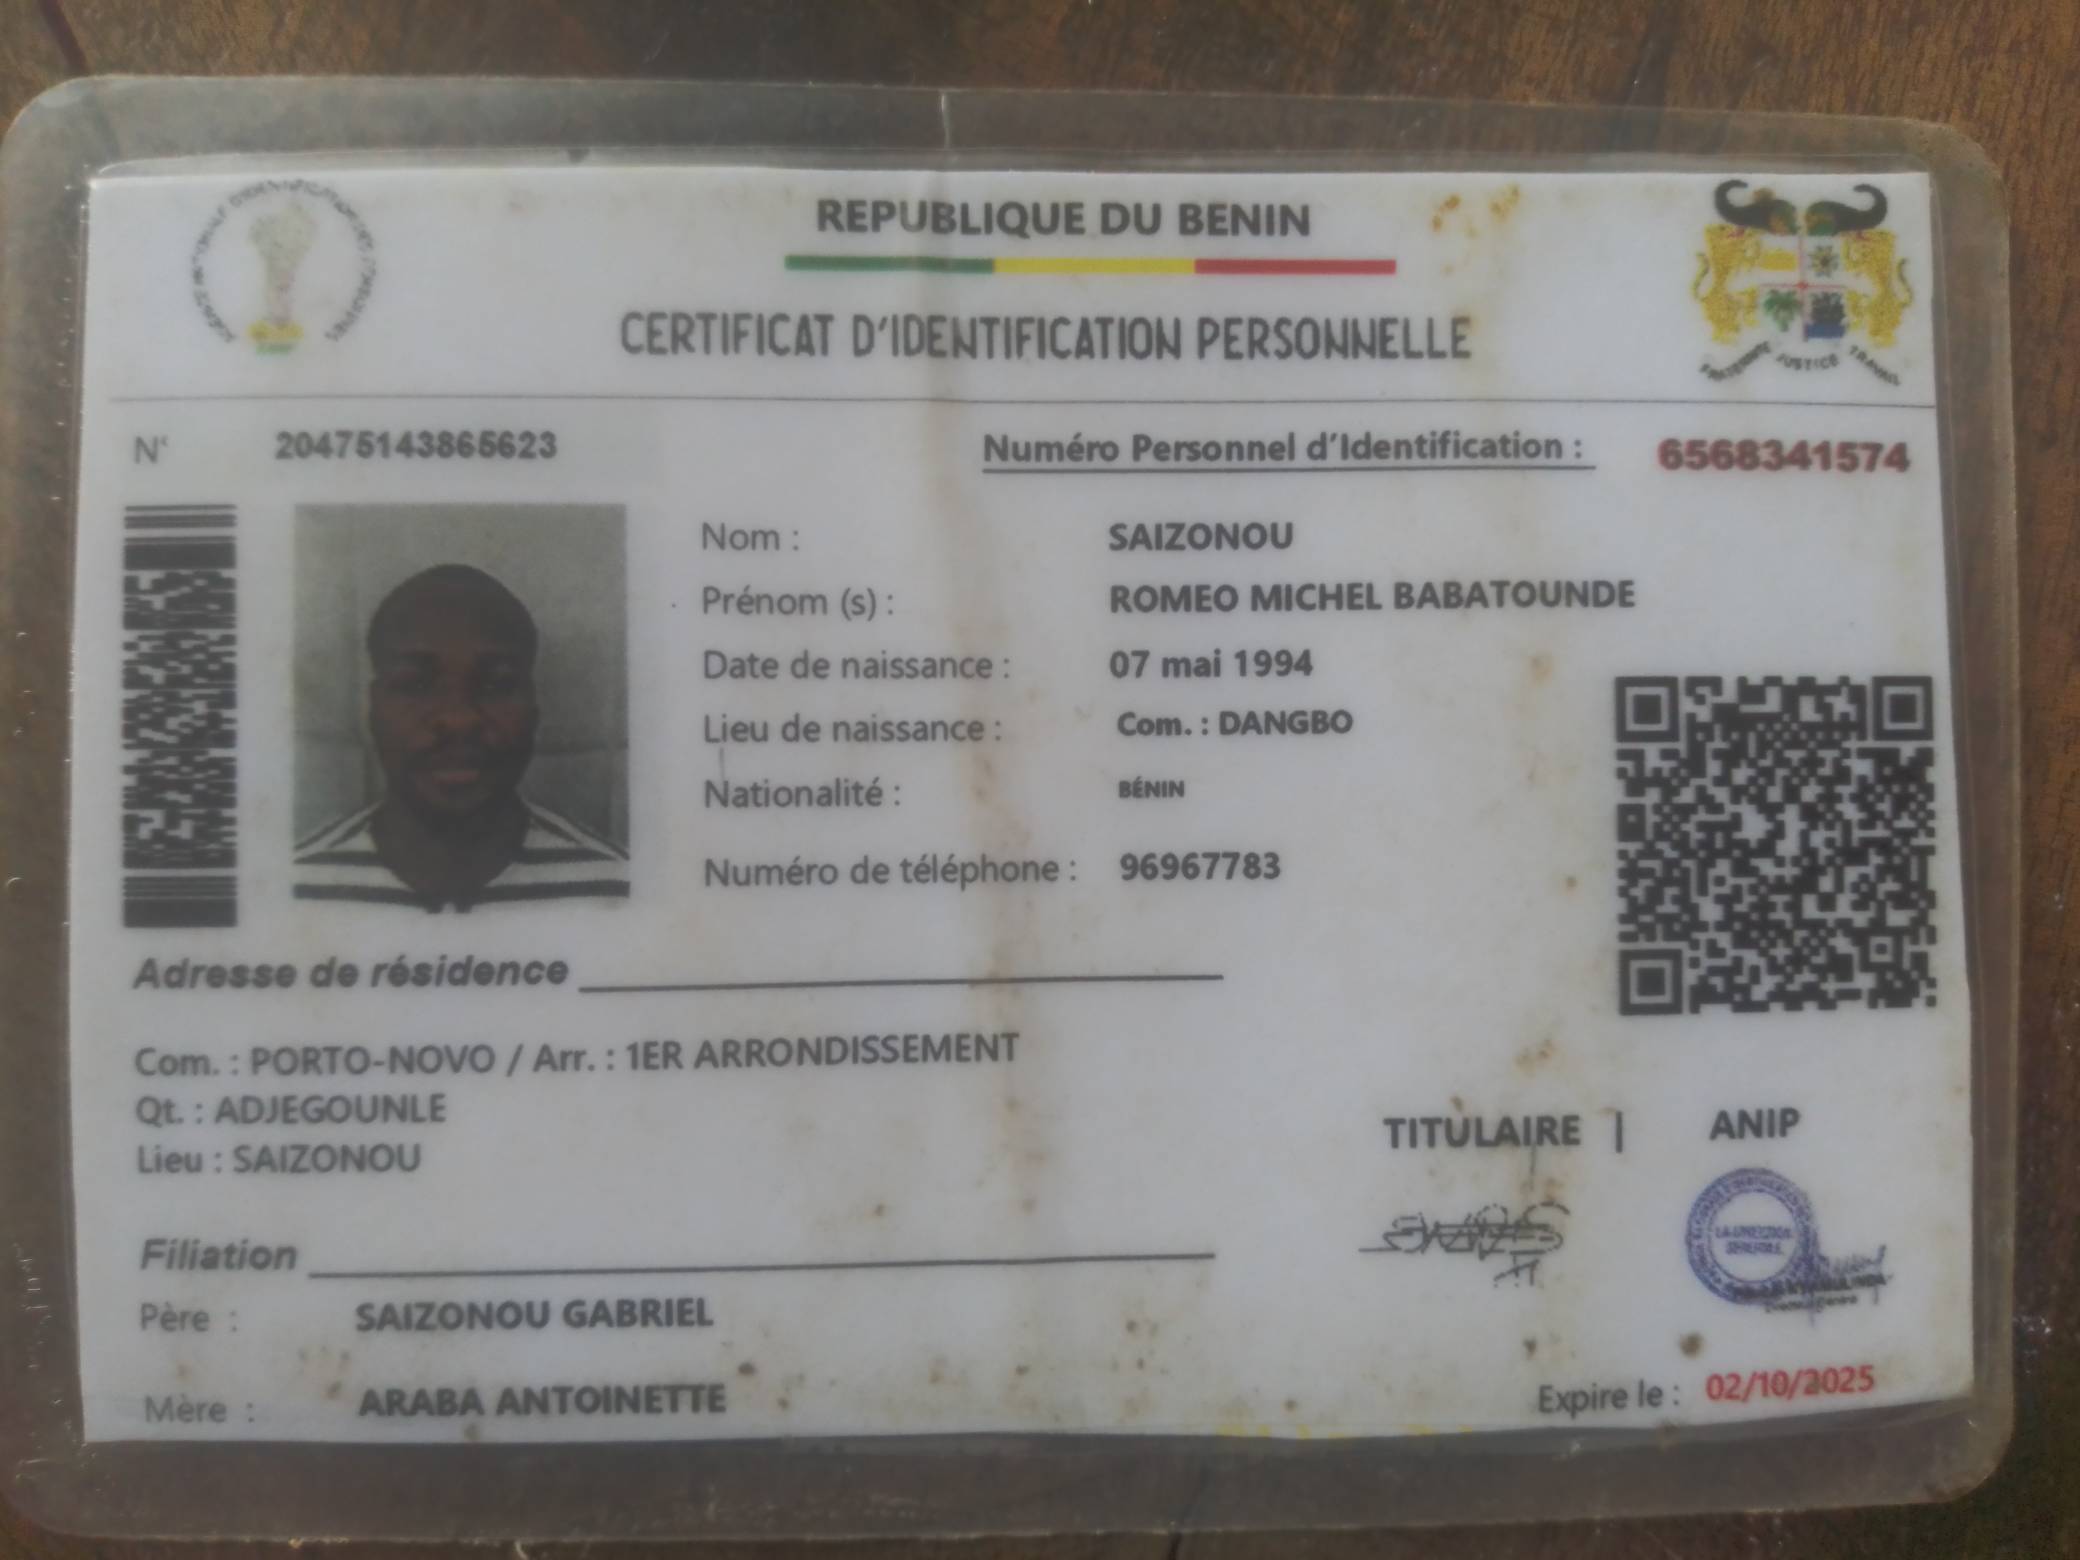 REPUBLIQUE DU BENIN
CERTIFICAT D'IDENTIFICATION PERSONNELLE
FRATERNITE JUSTICE TRAVAIL
N° 20475143865623
Numéro Personnel d'Identification : 6568341574
Nom : SAIZONOU
Prénom (s) : ROMEO MICHEL BABATOUNDE
Date de naissance : 07 mai 1994
Lieu de naissance : Com. : DANGBO
Nationalité : BÉNIN
Numéro de téléphone : 96967783
Adresse de résidence
Com. : PORTO-NOVO / Arr. : 1ER ARRONDISSEMENT
Qt. : ADJEGOUNLE
Lieu : SAIZONOU
TITULAIRE | ANIP
LA DIRECTION
GENERALE
Filiation
Père : SAIZONOU GABRIEL
Mère : ARABA ANTOINETTE
Expire le : 02/10/2025